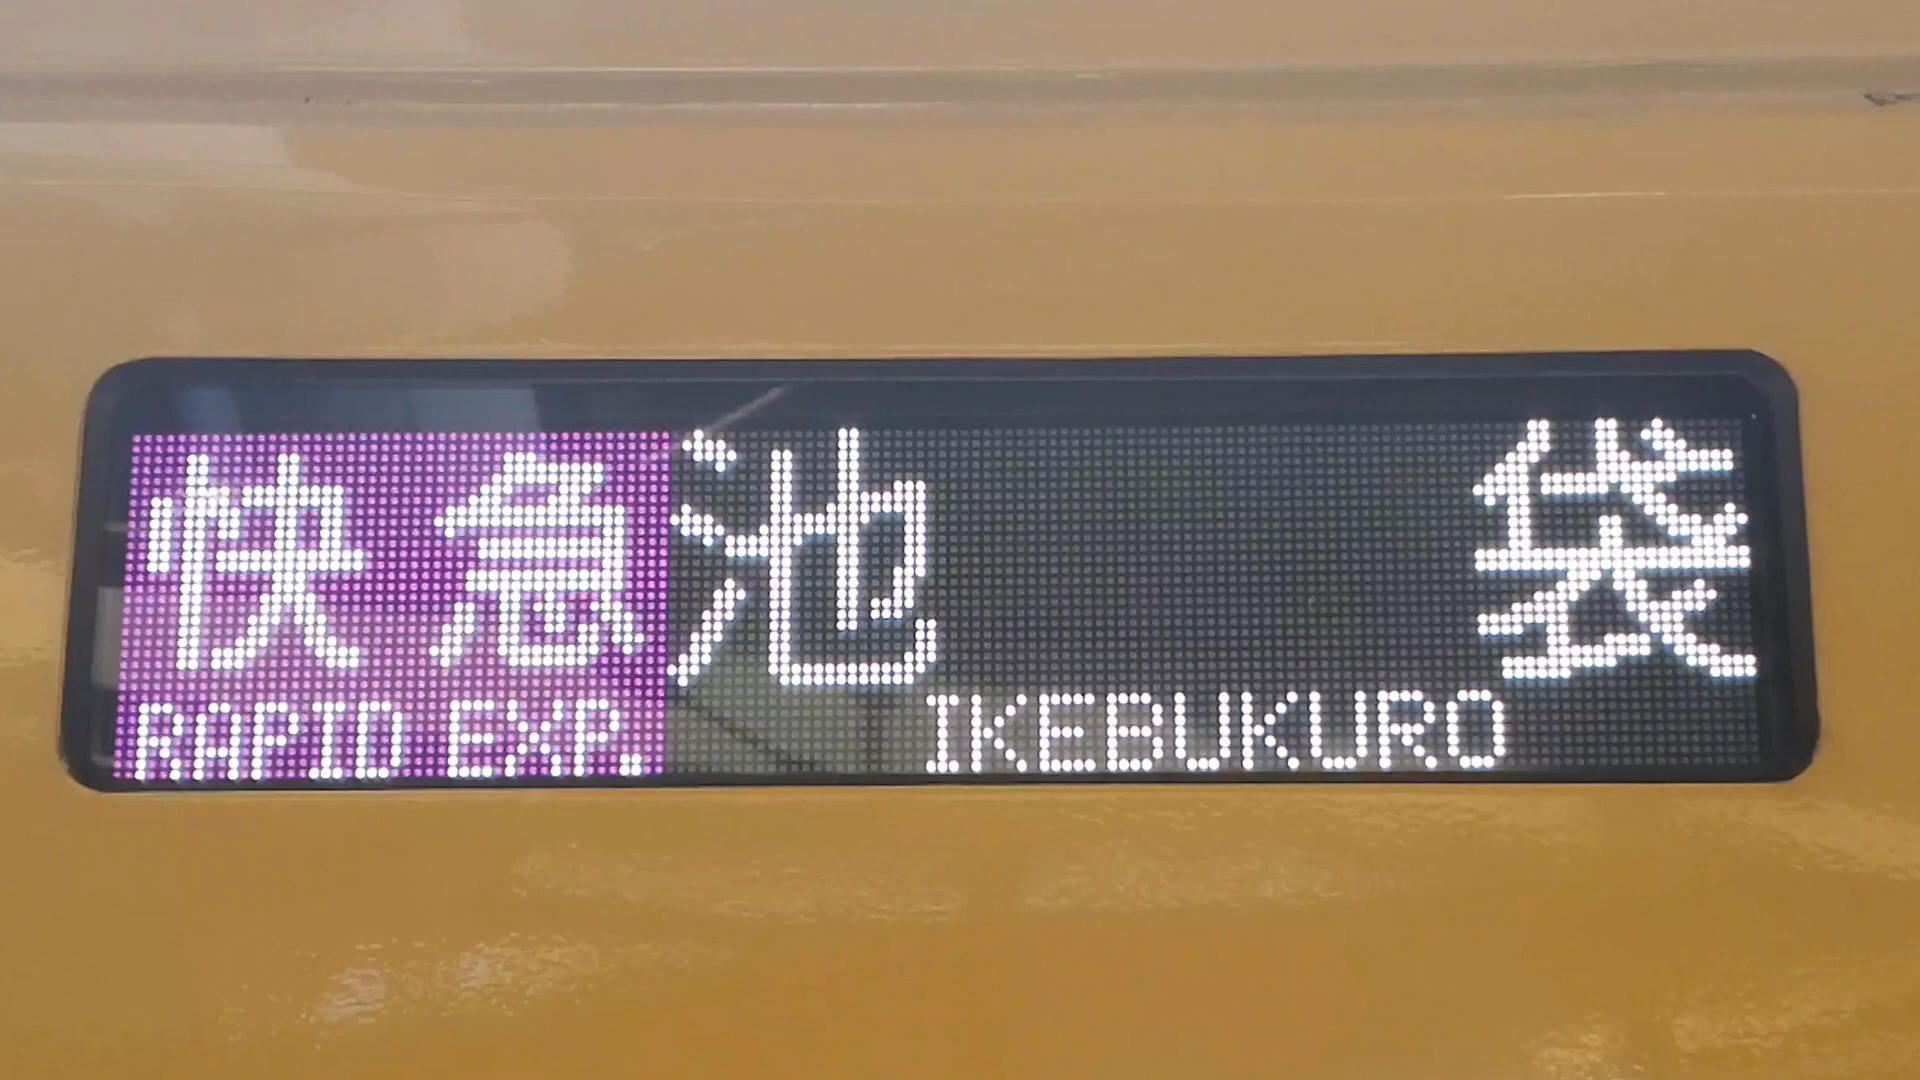 快急 池袋
RAPID EXP. IKEBUKURO